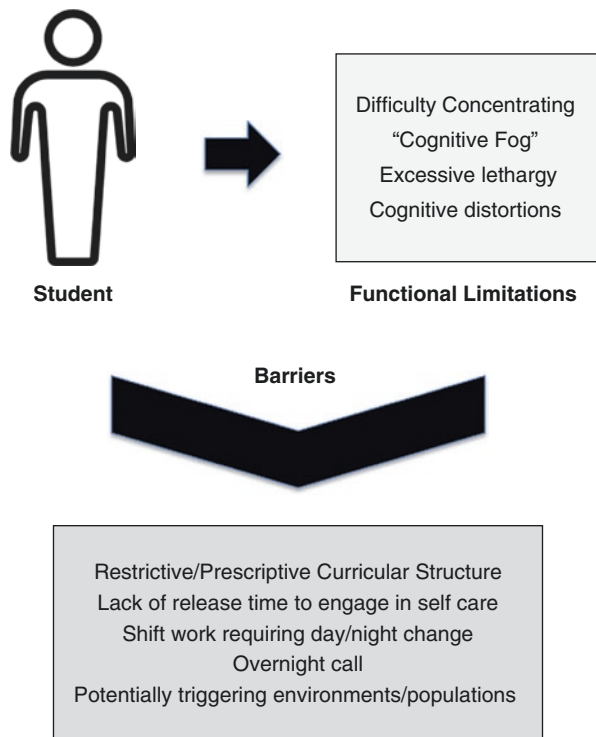 Difficulty Concentrating
“Cognitive Fog”
Excessive lethargy
Cognitive distortions
Student
Functional Limitations
Barriers
Restrictive/Prescriptive Curricular Structure
Lack of release time to engage in self care
Shift work requiring day/night change
Overnight call
Potentially triggering environments/populations